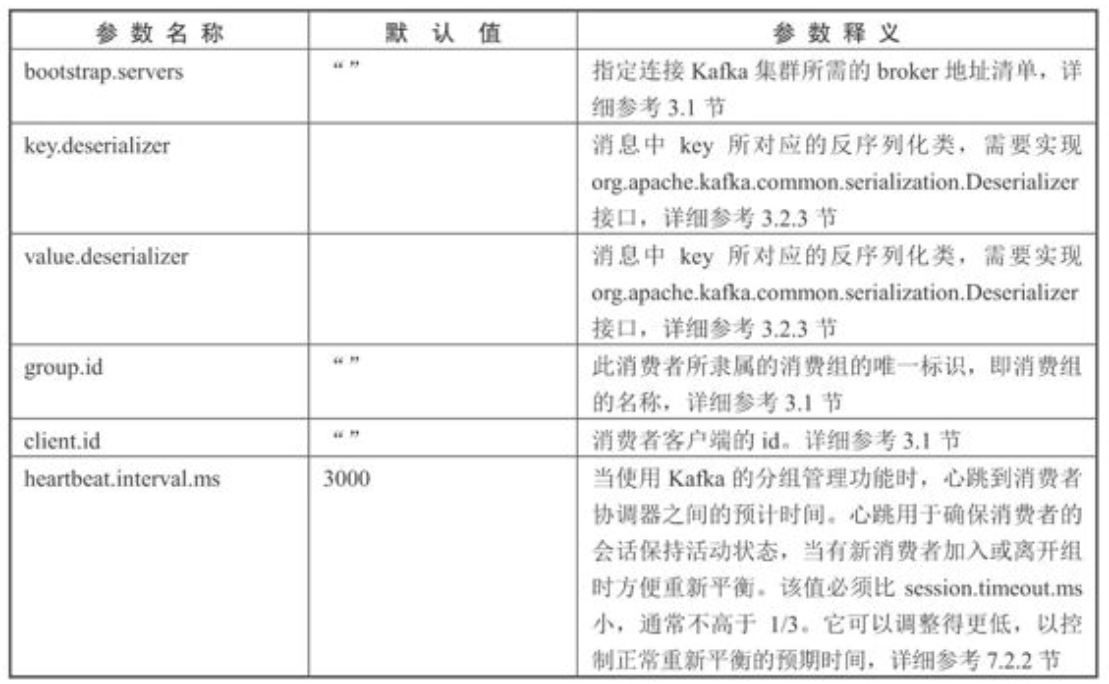 参数名称 默认值 参数释义
bootstrap.servers “” 指定连接 Kafka 集群所需的 broker 地址清单，详
细参考 3.1 节
key.deserializer 消息中 key 所对应的反序列化类，需要实现
org.apache.kafka.common.serialization.Deserializer
接口，详细参考 3.2.3 节
value.deserializer 消息中 key 所对应的反序列化类，需要实现
org.apache.kafka.common.serialization.Deserializer
接口，详细参考 3.2.3 节
group.id “” 此消费者所隶属的消费组的唯一标识，即消费组
的名称，详细参考 3.1 节
client.id “” 消费者客户端的 id。详细参考 3.1 节
heartbeat.interval.ms 3000 当使用 Kafka 的分组管理功能时，心跳到消费者
协调器之间的预计时间。心跳用于确保消费者的
会话保持活动状态，当有新消费者加入或离开组
时方便重新平衡。该值必须比 session.timeout.ms
小，通常不高于 1/3。它可以调整得更低，以控
制正常重新平衡的预期时间，详细参考 7.2.2 节